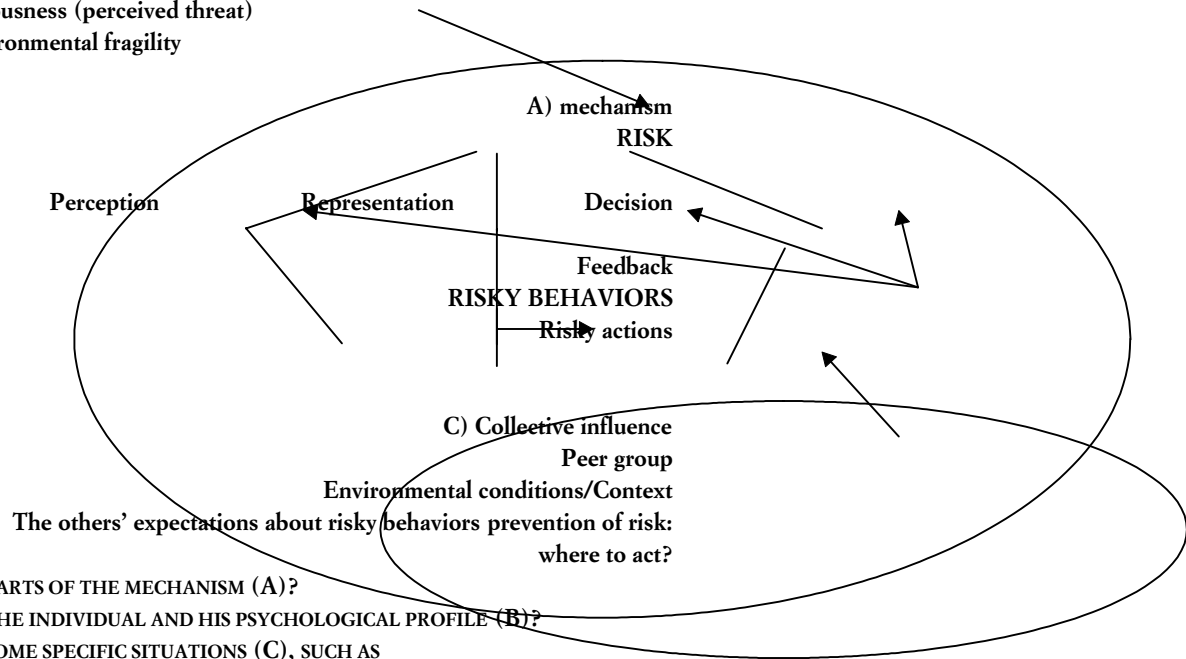 ousness (perceived threat)
ronmental fragility
A) mechanism
RISK
Perception Representation Decision
Feedback
RISKY BEHAVIORS
Risky actions
C) Collective influence
Peer group
Environmental conditions/Context
The others’ expectations about risky behaviors prevention of risk:
where to act?
ARTS OF THE MECHANISM (A)?
HE INDIVIDUAL AND HIS PSYCHOLOGICAL PROFILE (B)?
OME SPECIFIC SITUATIONS (C), SUCH AS